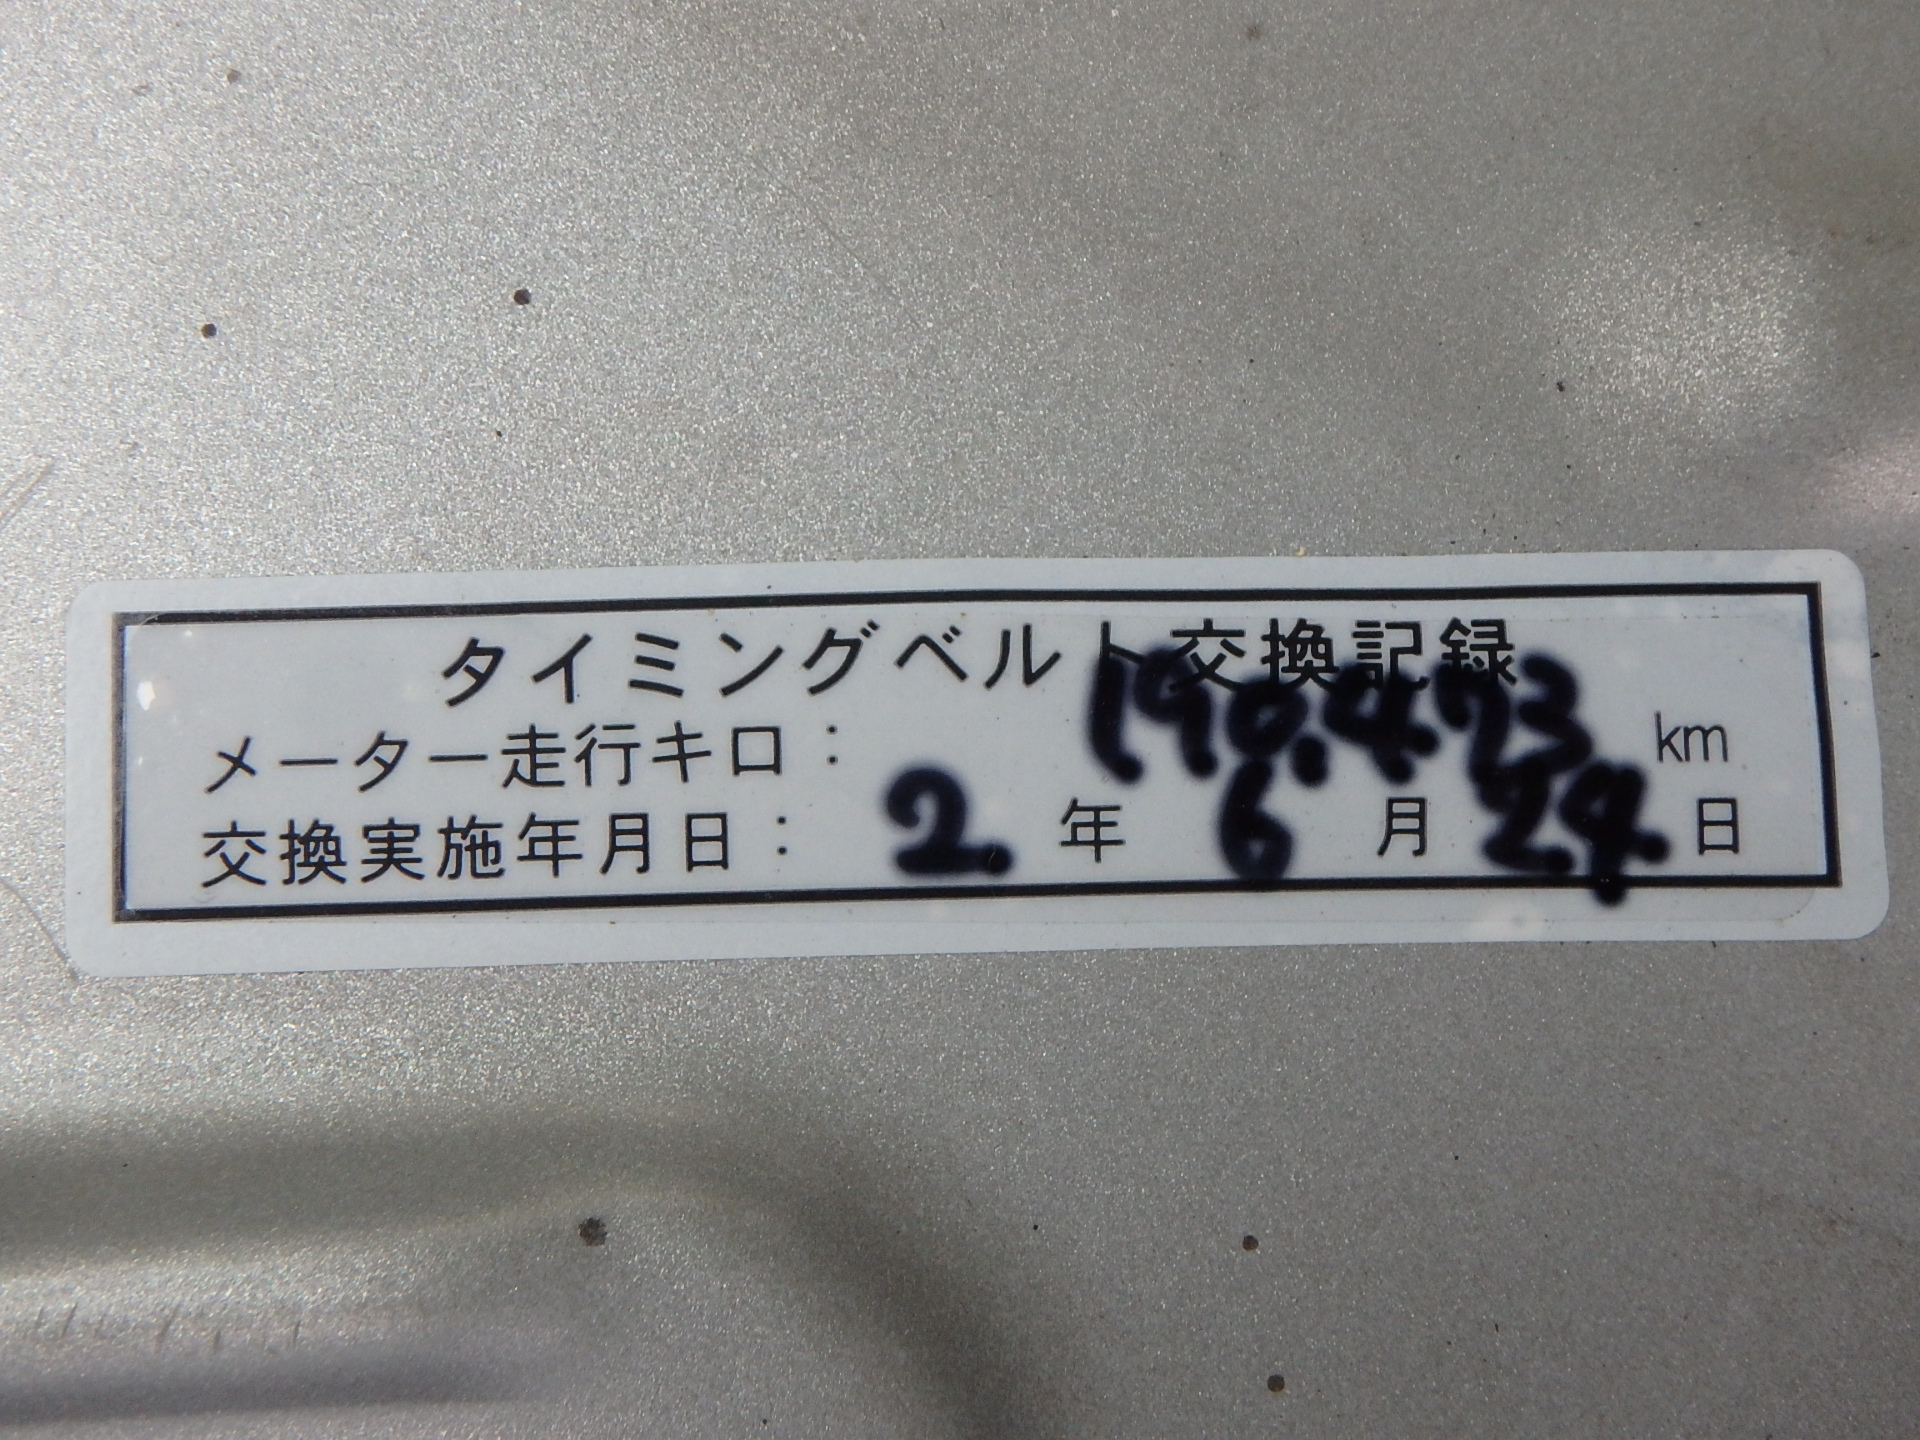 タイミングベルト交換記録
メーター走行キロ： 190.473 km
交換実施年月日： 2. 年 6 月 24. 日